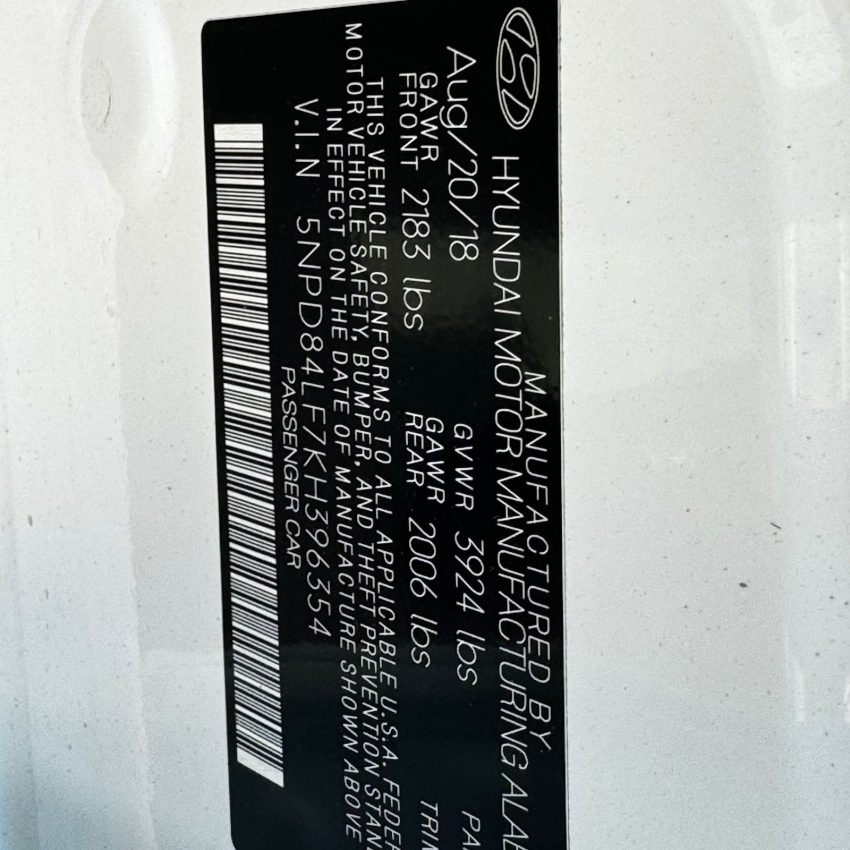 MANUFACTURED BY
HYUNDAI MOTOR MANUFACTURING ALAB
Aug/20/18 GVWR 3924 lbs PA
GAWR FRONT 2183 lbs GAWR REAR 2006 lbs TRIM
THIS VEHICLE CONFORMS TO ALL APPLICABLE U.S.A. FEDER
MOTOR VEHICLE SAFETY, BUMPER, AND THEFT PREVENTION STAN
IN EFFECT ON THE DATE OF MANUFACTURE SHOWN ABOVE
V.I.N 5NPD84LF7KH396354
PASSENGER CAR